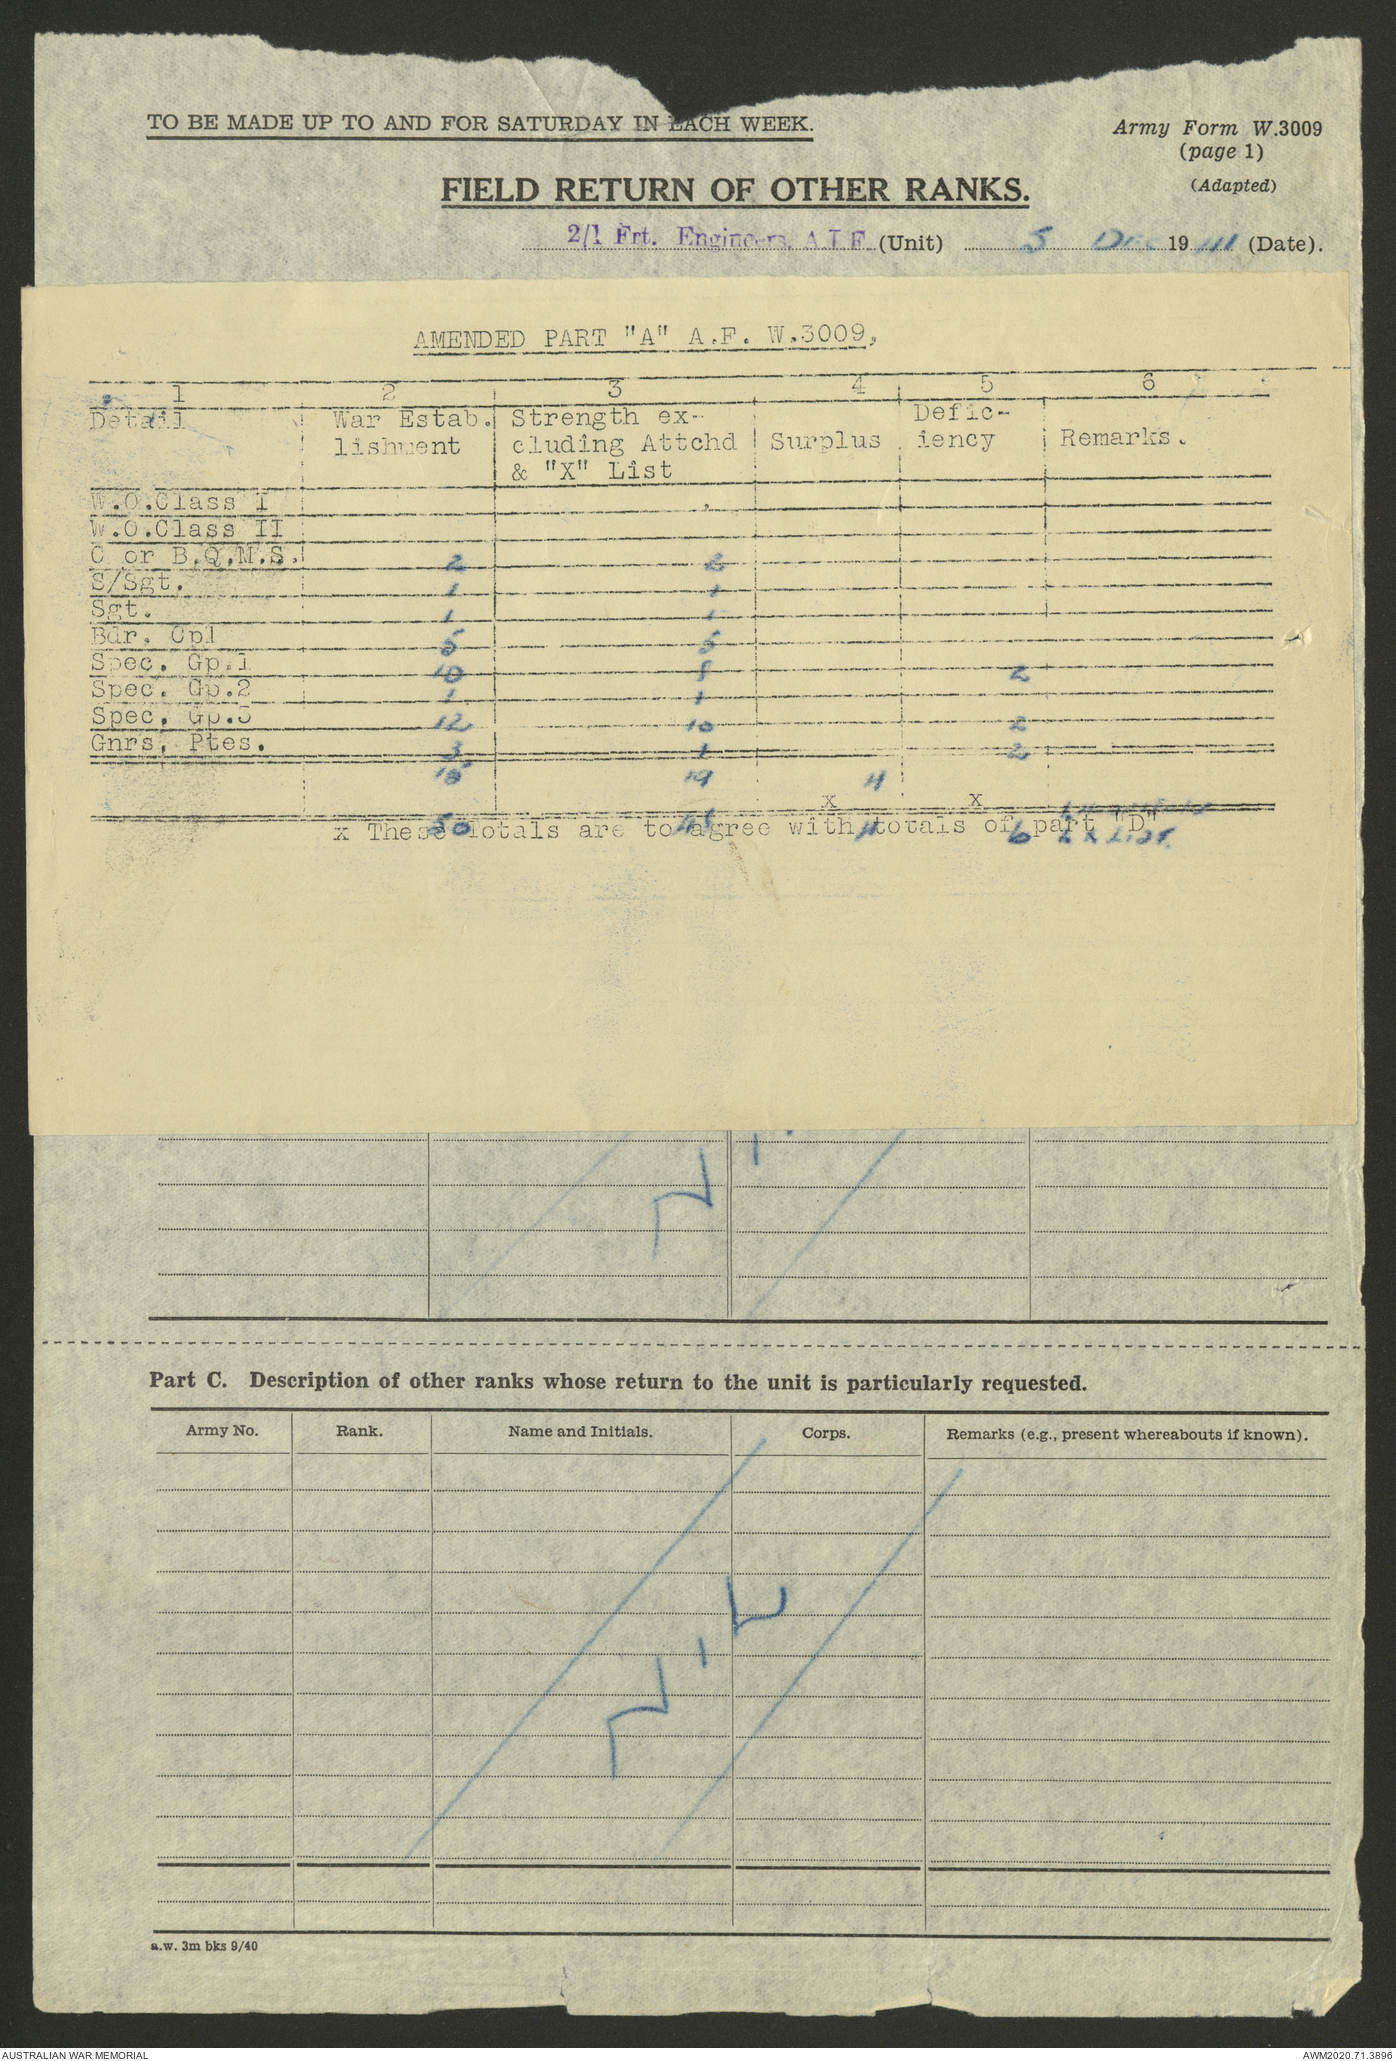 TO BE MADE UP TO AND FOR SATURDAY IN EACH WEEK.
Army Form W.3009
(page 1)
(Adapted)
FIELD RETURN OF OTHER RANKS.
2/1 Frt. Engineers, A.I.F. (Unit) 5 Dec 19 (Date).
AMENDED PART "A" A.F. W.3009,
1 2 3 4 5 6
Detail War Estab. Strength ex- Defic-
lishment cluding Attchd Surplus iency Remarks.
& "X" List
W.O.Class I
W.O.Class II
C or B.Q.M.S. 2 2
S/Sgt. 1 1
Sgt. 1 1
Bdr. Cpl 5 5
Spec. Gp.1 10 8 2
Spec. Gp.2 1 1
Spec. Gp.3 12 10 2
Gnrs, Ptes. 3 1 2
15 19 4
x x
50 6
x These totals are to agree with totals of part "D"
Part C. Description of other ranks whose return to the unit is particularly requested.
Army No. Rank. Name and Initials. Corps. Remarks (e.g., present whereabouts if known).
NIL
a.w. 3m bks 9/40
AUSTRALIAN WAR MEMORIAL AWM2020.71.3896